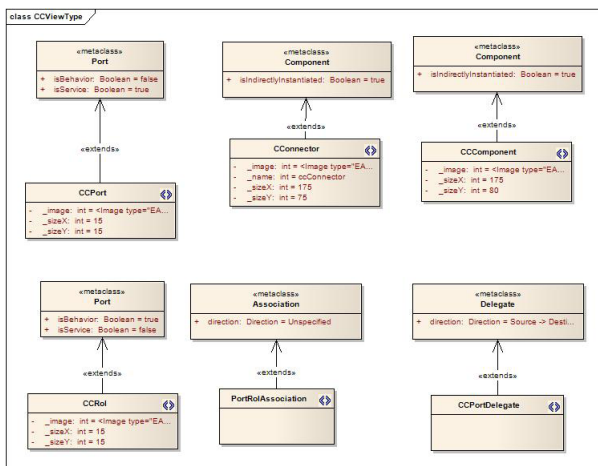 class CCViewType
«metaclass»
Port
+ isBehavior: Boolean = false
+ isService: Boolean = true
«extends»
CCPort
- _image: int = <Image type="EA...
- _sizeX: int = 15
- _sizeY: int = 15
«metaclass»
Component
+ isIndirectlyInstantiated: Boolean = true
«extends»
CConnector
- _image: int = <Image type="EA...
- _name: int = ccConnector
- _sizeX: int = 175
- _sizeY: int = 75
«metaclass»
Component
+ isIndirectlyInstantiated: Boolean = true
«extends»
CCComponent
- _image: int = <Image type="EA...
- _sizeX: int = 175
- _sizeY: int = 80
«metaclass»
Port
+ isBehavior: Boolean = true
+ isService: Boolean = false
«extends»
CCRol
- _image: int = <Image type="EA...
- _sizeX: int = 15
- _sizeY: int = 15
«metaclass»
Association
+ direction: Direction = Unspecified
«extends»
PortRolAssociation
«metaclass»
Delegate
+ direction: Direction = Source -> Desti...
«extends»
CCPortDelegate